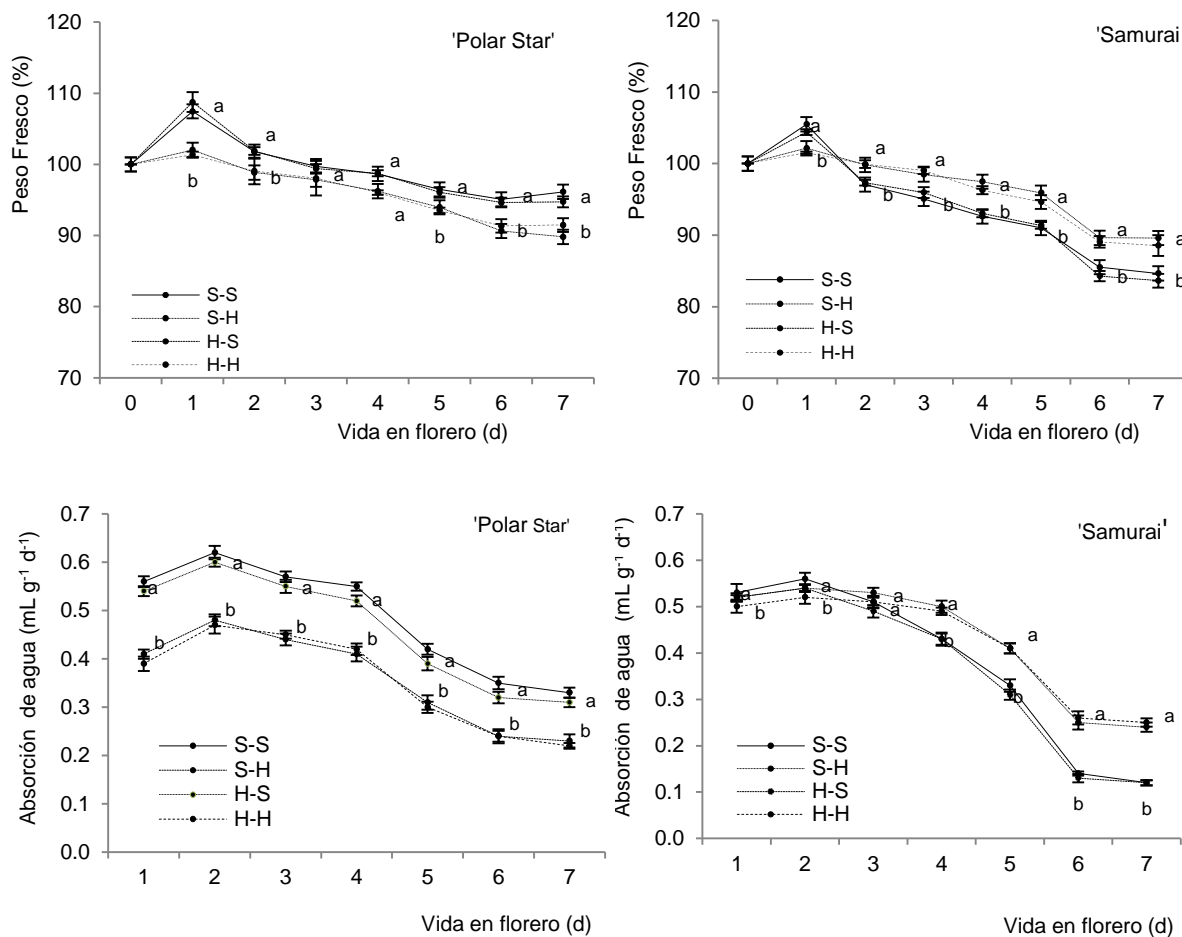 'Polar Star'
Peso Fresco (%)
120
110
100
90
80
70
a
a
a
a
a
a
a
b
b
b
b
b
S-S
S-H
H-S
H-H
0 1 2 3 4 5 6 7
Vida en florero (d)
'Samurai
Peso Fresco (%)
120
110
100
90
80
70
a
a
a
a
a
a
a
b
b
b
b
b
b
b
S-S
S-H
H-S
H-H
0 1 2 3 4 5 6 7
Vida en florero (d)
'Polar Star'
Absorción de agua (mL g⁻¹ d⁻¹)
0.7
0.6
0.5
0.4
0.3
0.2
0.1
0.0
a
a
a
a
a
a
a
b
b
b
b
b
b
b
S-S
S-H
H-S
H-H
1 2 3 4 5 6 7
Vida en florero (d)
'Samurai'
Absorción de agua (mL g⁻¹ d⁻¹)
0.7
0.6
0.5
0.4
0.3
0.2
0.1
0.0
a
a
a
a
a
a
a
b
b
b
b
b
S-S
S-H
H-S
H-H
1 2 3 4 5 6 7
Vida en florero (d)